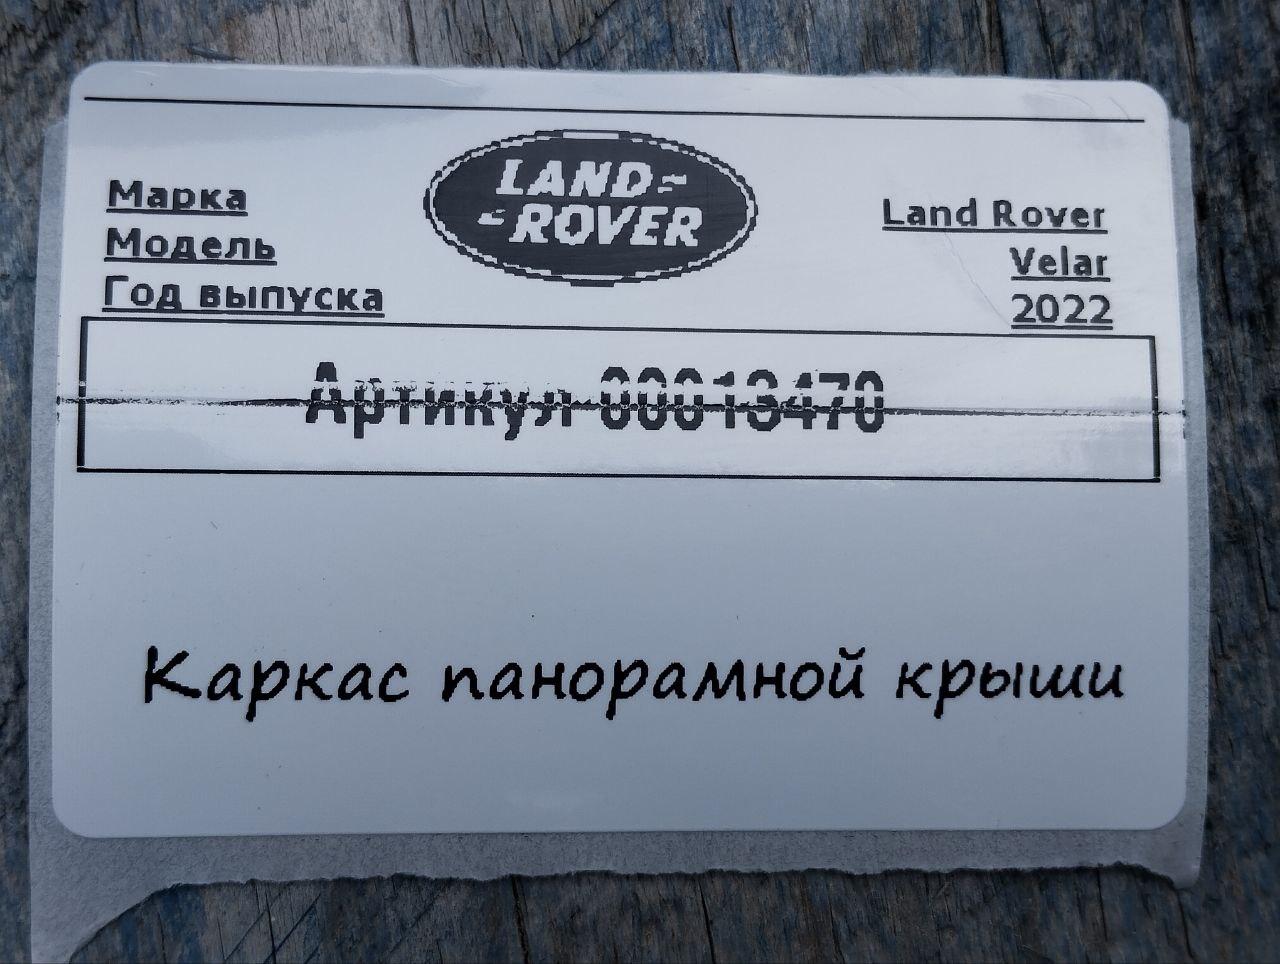 LAND-
-ROVER
Марка
Land Rover
Модель
Velar
Год выпуска
2022
Артикул 00013470
Каркас панорамной крыши